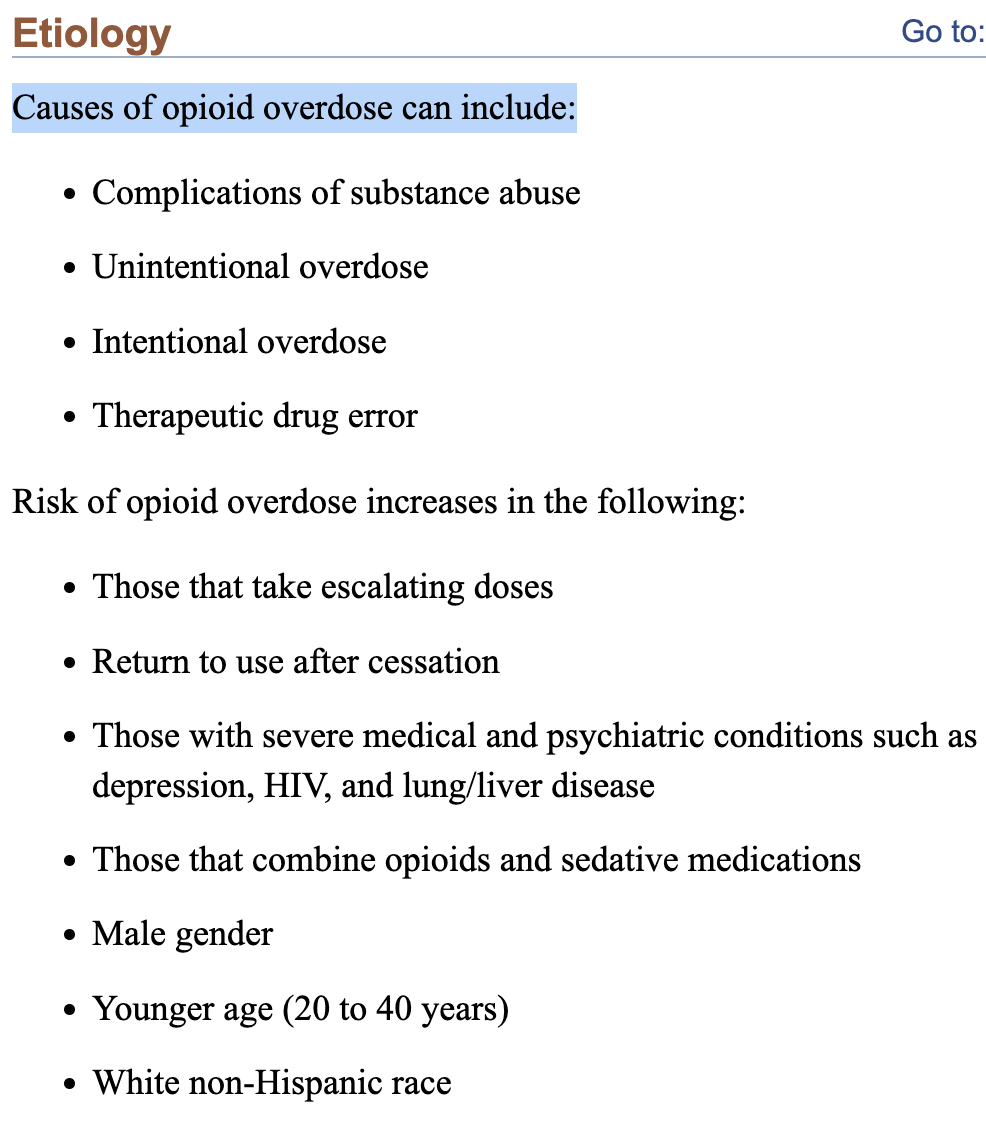 Etiology
Go to:
Causes of opioid overdose can include:
• Complications of substance abuse
• Unintentional overdose
• Intentional overdose
• Therapeutic drug error
Risk of opioid overdose increases in the following:
• Those that take escalating doses
• Return to use after cessation
• Those with severe medical and psychiatric conditions such as
depression, HIV, and lung/liver disease
• Those that combine opioids and sedative medications
• Male gender
• Younger age (20 to 40 years)
• White non-Hispanic race